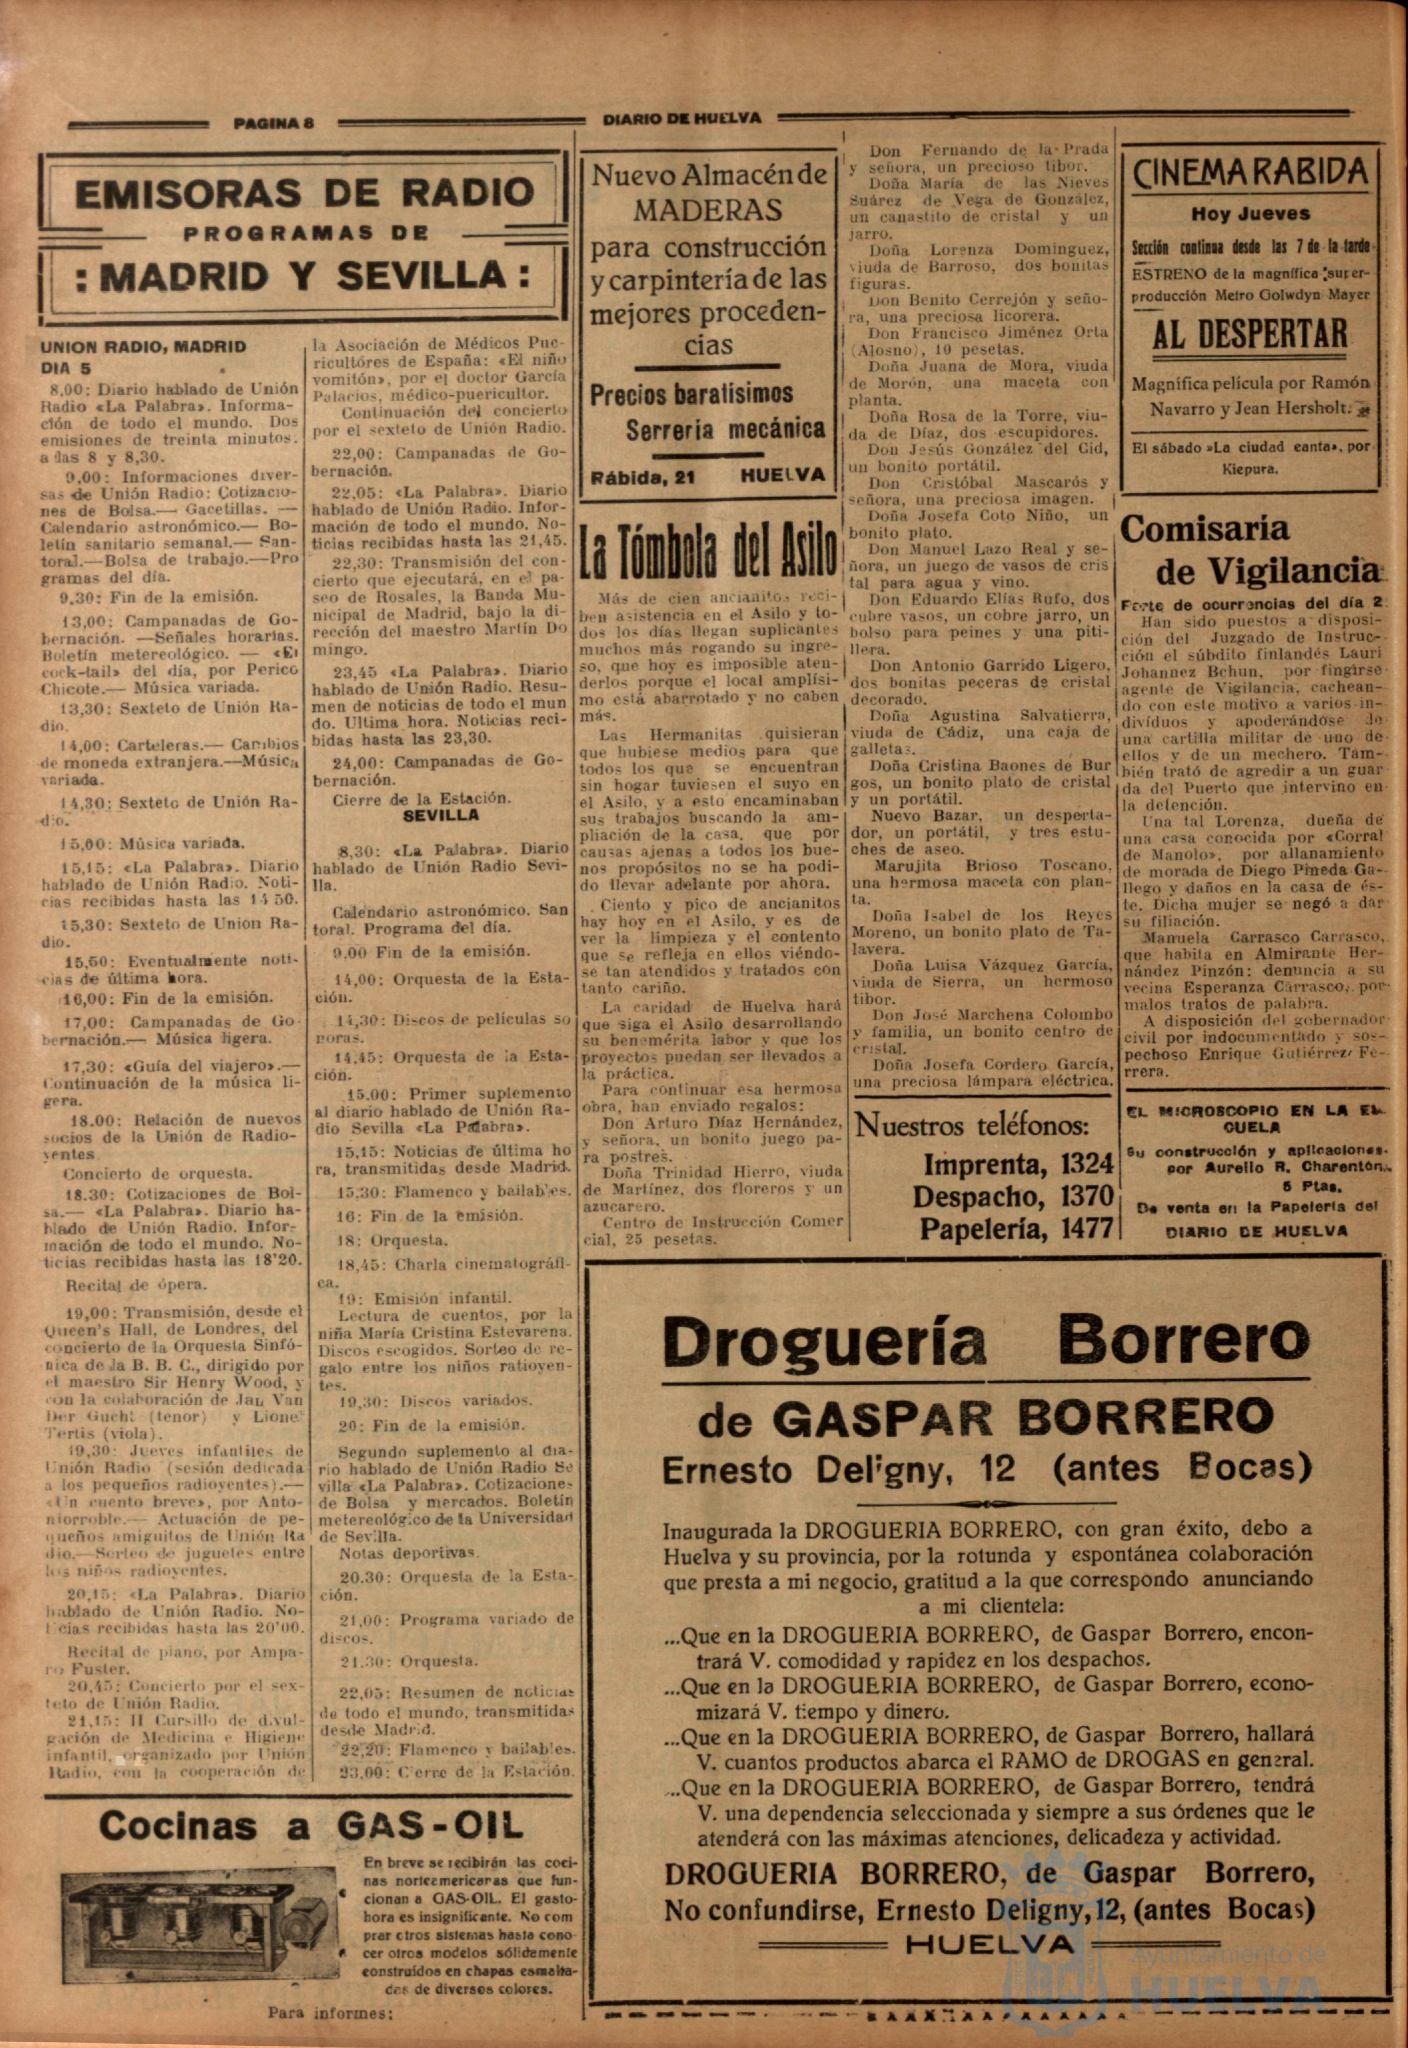 PAGINA 8
DIARIO DE HUELVA
EMISORAS DE RADIO
PROGRAMAS DE
: MADRID Y SEVILLA :
UNION RADIO, MADRID
DIA 5
8,00: Diario hablado de Unión
Radio «La Palabra». Informa-
ción de todo el mundo. Dos
emisiones de treinta minutos.
a las 8 y 8,30.
9,00: Informaciones diver-
sas de Unión Radio: Cotizacio-
nes de Bolsa.— Gacetillas. —
Calendario astronómico.— Bo-
letín sanitario semanal.— San-
toral.—Bolsa de trabajo.—Pro
gramas del día.
9,30: Fin de la emisión.
13,00: Campanadas de Go-
bernación. —Señales horarias.
Boletín metereológico. — «El
cock-tail» del día, por Perico
Chicote.— Música variada.
13,30: Sexteto de Unión Ra-
dio.
14,00: Carteleras.— Cambios
de moneda extranjera.—Música
variada.
14,30: Sexteto de Unión Ra-
dio.
15,00: Música variada.
15,15: «La Palabra». Diario
hablado de Unión Radio. Noti-
cias recibidas hasta las 14 50.
15,30: Sexteto de Union Ra-
dio.
15,50: Eventualmente noti-
cias de última hora.
16,00: Fin de la emisión.
17,00: Campanadas de Go
bernación.— Música ligera.
17,30: «Guía del viajero».—
Continuación de la música li
gera.
18.00: Relación de nuevos
socios de la Unión de Radio-
yentes
Concierto de orquesta.
18.30: Cotizaciones de Bol-
sa.— «La Palabra». Diario ha-
blado de Unión Radio. Infor-
mación de todo el mundo. No-
ticias recibidas hasta las 18'20.
Recital de ópera.
19,00: Transmisión, desde el
Queen's Hall, de Londres, del
concierto de la Orquesta Sinfó-
nica de la B. B. C., dirigido por
el maestro Sir Henry Wood, y
con la colaboración de Jan Van
Der Gucht (tenor) y Lione'
Tertis (viola).
19,30: Jueves infantiles de
Unión Radio (sesión dedicada
a los pequeños radioyentes).—
«Un cuento breve», por Anto-
niorroble.— Actuación de pe-
queños amiguitos de Unión Ra
dio.—Sorteo de juguetes entre
los niños radioyentes.
20,15: «La Palabra». Diario
hablado de Unión Radio. No-
ticias recibidas hasta las 20'00.
Recital de piano, por Ampa-
ro Fuster.
20,45: Concierto por el sex-
teto de Unión Radio.
21,15: II Cursillo de divul-
gación de Medicina e Higiene
infantil, organizado por Unión
Radio, con la cooperación de
la Asociación de Médicos Pue-
ricultóres de España: «El niño
vomitón», por el doctor García
Palacios, médico-puericultor.
Continuación del concierto
por el sexteto de Unión Radio.
22,00: Campanadas de Go-
bernación.
22,05: «La Palabra». Diario
hablado de Unión Radio. Infor-
mación de todo el mundo. No-
ticias recibidas hasta las 21,45.
22,30: Transmisión del con-
cierto que ejecutará, en el pa-
seo de Rosales, la Banda Mu-
nicipal de Madrid, bajo la di-
rección del maestro Martín Do
mingo.
23,45 «La Palabra». Diario
hablado de Unión Radio. Resu-
men de noticias de todo el mun
do. Ultima hora. Noticias reci-
bidas hasta las 23,30.
24,00: Campanadas de Go-
bernación.
Cierre de la Estación.
SEVILLA
8,30: «La Palabra». Diario
hablado de Unión Radio Sevi-
lla.
Calendario astronómico. San
toral. Programa del día.
9,00 Fin de la emisión.
14,00: Orquesta de la Esta-
ción.
14,30: Discos de películas so
noras.
14,45: Orquesta de la Esta-
ción.
15.00: Primer suplemento
al diario hablado de Unión Ra-
dio Sevilla «La Palabra».
15,15: Noticias de última ho
ra, transmitidas desde Madrid.
15,30: Flamenco y bailables.
16: Fin de la emisión.
18: Orquesta.
18,45: Charla cinematográfi-
ca.
19: Emisión infantil.
Lectura de cuentos, por la
niña María Cristina Estevarena.
Discos escogidos. Sorteo de re-
galo entre los niños ratioyen-
tes.
19,30: Discos variados.
20: Fin de la emisión.
Segundo suplemento al dia-
rio hablado de Unión Radio Se
villa «La Palabra». Cotizaciones
de Bolsa y mercados. Boletín
metereológico de la Universidad
de Sevilla.
Notas deportivas.
20.30: Orquesta de la Esta-
ción.
21,00: Programa variado de
discos.
21.30: Orquesta.
22,05: Resumen de noticias
de todo el mundo, transmitidas
desde Madrid.
22,20: Flamenco y bailables.
23,00: Cierre de la Estación.
Cocinas a GAS-OIL
En breve se recibirán las coci-
nas norteamericanas que fun-
cionan a GAS-OIL. El gasto-
hora es insignificante. No com
prar otros sistemas hasta cono-
cer otros modelos sólidamente
construídos en chapas esmalta-
das de diversos colores.
Para informes:
Nuevo Almacén de
MADERAS
para construcción
y carpintería de las
mejores proceden-
cias
Precios baratísimos
Serrería mecánica
Rábida, 21 HUELVA
La Tómbola del Asilo
Más de cien ancianitos reci-
ben asistencia en el Asilo y to-
dos los días llegan suplicantes
muchos más rogando su ingre-
so, que hoy es imposible aten-
derlos porque el local amplísi-
mo está abarrotado y no caben
más.
Las Hermanitas quisieran
que hubiese medios para que
todos los que se encuentran
sin hogar tuviesen el suyo en
el Asilo, y a esto encaminaban
sus trabajos buscando la am-
pliación de la casa, que por
causas ajenas a todos los bue-
nos propósitos no se ha podi-
do llevar adelante por ahora.
Ciento y pico de ancianitos
hay hoy en el Asilo, y es de
ver la limpieza y el contento
que se refleja en ellos viéndo-
se tan atendidos y tratados con
tanto cariño.
La caridad de Huelva hará
que siga el Asilo desarrollando
su benemérita labor y que los
proyectos puedan ser llevados a
la práctica.
Para continuar esa hermosa
obra, han enviado regalos:
Don Arturo Díaz Hernández,
y señora, un bonito juego pa-
ra postres.
Doña Trinidad Hierro, viuda
de Martínez, dos floreros y un
azucarero.
Centro de Instrucción Comer
cial, 25 pesetas.
Don Fernando de la Prada
y señora, un precioso tibor.
Doña María de las Nieves
Suárez de Vega de González,
un canastito de cristal y un
jarro.
Doña Lorenza Domínguez,
viuda de Barroso, dos bonitas
figuras.
Don Benito Cerrejón y seño-
ra, una preciosa licorera.
Don Francisco Jiménez Orta
(Alosno), 10 pesetas.
Doña Juana de Mora, viuda
de Morón, una maceta con
planta.
Doña Rosa de la Torre, viu-
da de Díaz, dos escupidores.
Don Jesús González del Cid,
un bonito portátil.
Don Cristóbal Mascarós y
señora, una preciosa imagen.
Doña Josefa Coto Niño, un
bonito plato.
Don Manuel Lazo Real y se-
ñora, un juego de vasos de cris
tal para agua y vino.
Don Eduardo Elías Rufo, dos
cubre vasos, un cobre jarro, un
bolso para peines y una piti-
llera.
Don Antonio Garrido Ligero,
dos bonitas peceras de cristal
decorado.
Doña Agustina Salvatierra,
viuda de Cádiz, una caja de
galletas.
Doña Cristina Baones de Bur
gos, un bonito plato de cristal
y un portátil.
Nuevo Bazar, un desperta-
dor, un portátil, y tres estu-
ches de aseo.
Marujita Brioso Toscano,
una hermosa maceta con plan-
ta.
Doña Isabel de los Reyes
Moreno, un bonito plato de Ta-
lavera.
Doña Luisa Vázquez García,
viuda de Sierra, un hermoso
tibor.
Don José Marchena Colombo
y familia, un bonito centro de
cristal.
Doña Josefa Cordero García,
una preciosa lámpara eléctrica.
Nuestros teléfonos:
Imprenta, 1324
Despacho, 1370
Papelería, 1477
CINEMA RABIDA
Hoy Jueves
Sección continua desde las 7 de la tarde
ESTRENO de la magnífica super-
producción Metro Golwdyn Mayer
AL DESPERTAR
Magnífica película por Ramón
Navarro y Jean Hersholt.
El sábado «La ciudad canta», por
Kiepura.
Comisaría
de Vigilancia
Parte de ocurrencias del día 2
Han sido puestos a disposi-
ción del Juzgado de Instruc-
ción el súbdito finlandés Lauri
Johannez Bchun, por fingirse
agente de Vigilancia, cachean-
do con este motivo a varios in-
divíduos y apoderándose de
una cartilla militar de uno de
ellos y de un mechero. Tam-
bién trató de agredir a un guar
da del Puerto que intervino en
la detención.
Una tal Lorenza, dueña de
una casa conocida por «Corral
de Manolo», por allanamiento
de morada de Diego Pineda Ga-
llego y daños en la casa de és-
te. Dicha mujer se negó a dar
su filiación.
Manuela Carrasco Carrasco,
que habita en Almirante Her-
nández Pinzón: denuncia a su
vecina Esperanza Carrasco, por
malos tratos de palabra.
A disposición del gobernador
civil por indocumentado y sos-
pechoso Enrique Gutiérrez Fe-
rrera.
EL MICROSCOPIO EN LA ES
CUELA
Su construcción y aplicaciones.
por Aurelio R. Charentón.
5 Ptas.
De venta en la Papelería del
DIARIO DE HUELVA
Droguería Borrero
de GASPAR BORRERO
Ernesto Deligny, 12 (antes Bocas)
Inaugurada la DROGUERIA BORRERO, con gran éxito, debo a
Huelva y su provincia, por la rotunda y espontánea colaboración
que presta a mi negocio, gratitud a la que correspondo anunciando
a mi clientela:
...Que en la DROGUERIA BORRERO, de Gaspar Borrero, encon-
trará V. comodidad y rapidez en los despachos.
...Que en la DROGUERIA BORRERO, de Gaspar Borrero, econo-
mizará V. tiempo y dinero.
...Que en la DROGUERIA BORRERO, de Gaspar Borrero, hallará
V. cuantos productos abarca el RAMO de DROGAS en general.
...Que en la DROGUERIA BORRERO, de Gaspar Borrero, tendrá
V. una dependencia seleccionada y siempre a sus órdenes que le
atenderá con las máximas atenciones, delicadeza y actividad.
DROGUERIA BORRERO, de Gaspar Borrero,
No confundirse, Ernesto Deligny, 12, (antes Bocas)
HUELVA
Ayuntamiento de
HUELVA